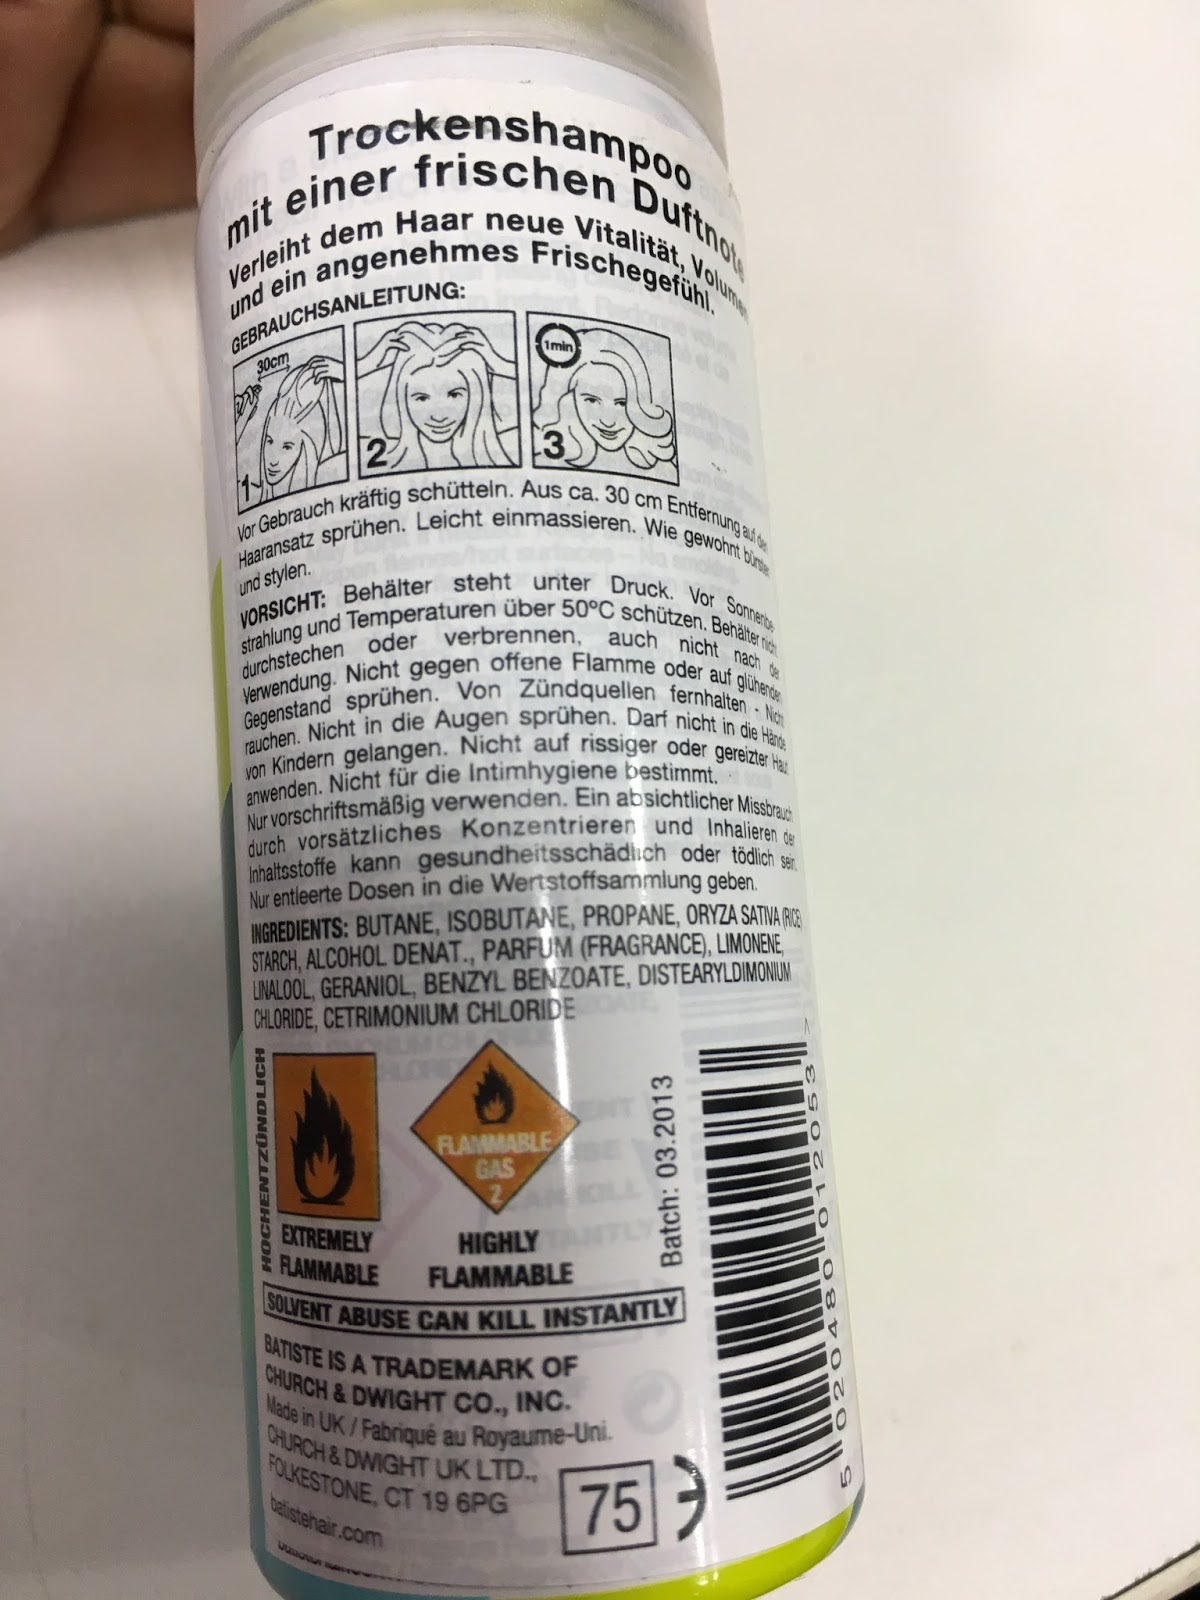 Trockenshampoo
mit einer frischen Duftnote
Verleiht dem Haar neue Vitalität, Volumen
und ein angenehmes Frischegefühl.
GEBRAUCHSANLEITUNG:
30cm
1
2
1min
3
Vor Gebrauch kräftig schütteln. Aus ca. 30 cm Entfernung auf den
Haaransatz sprühen. Leicht einmassieren. Wie gewohnt bürsten
und stylen.
VORSICHT: Behälter steht unter Druck. Vor Sonnenbe-
strahlung und Temperaturen über 50°C schützen. Behälter nicht
durchstechen oder verbrennen, auch nicht nach der
Verwendung. Nicht gegen offene Flamme oder auf glühenden
Gegenstand sprühen. Von Zündquellen fernhalten - Nicht
rauchen. Nicht in die Augen sprühen. Darf nicht in die Hände
von Kindern gelangen. Nicht auf rissiger oder gereizter Haut
anwenden. Nicht für die Intimhygiene bestimmt.
Nur vorschriftsmäßig verwenden. Ein absichtlicher Missbrauch
durch vorsätzliches Konzentrieren und Inhalieren der
Inhaltsstoffe kann gesundheitsschädlich oder tödlich sein.
Nur entleerte Dosen in die Wertstoffsammlung geben.
INGREDIENTS: BUTANE, ISOBUTANE, PROPANE, ORYZA SATIVA (RICE)
STARCH, ALCOHOL DENAT., PARFUM (FRAGRANCE), LIMONENE,
LINALOOL, GERANIOL, BENZYL BENZOATE, DISTEARYLDIMONIUM
CHLORIDE, CETRIMONIUM CHLORIDE
HOCHENTZÜNDLICH
EXTREMELY
FLAMMABLE
FLAMMABLE
GAS
2
HIGHLY
FLAMMABLE
Batch: 03.2013
5 020480 012053 7
SOLVENT ABUSE CAN KILL INSTANTLY
BATISTE IS A TRADEMARK OF
CHURCH & DWIGHT CO., INC.
Made in UK / Fabriqué au Royaume-Uni.
CHURCH & DWIGHT UK LTD.,
FOLKESTONE, CT 19 6PG
batistehair.com
75